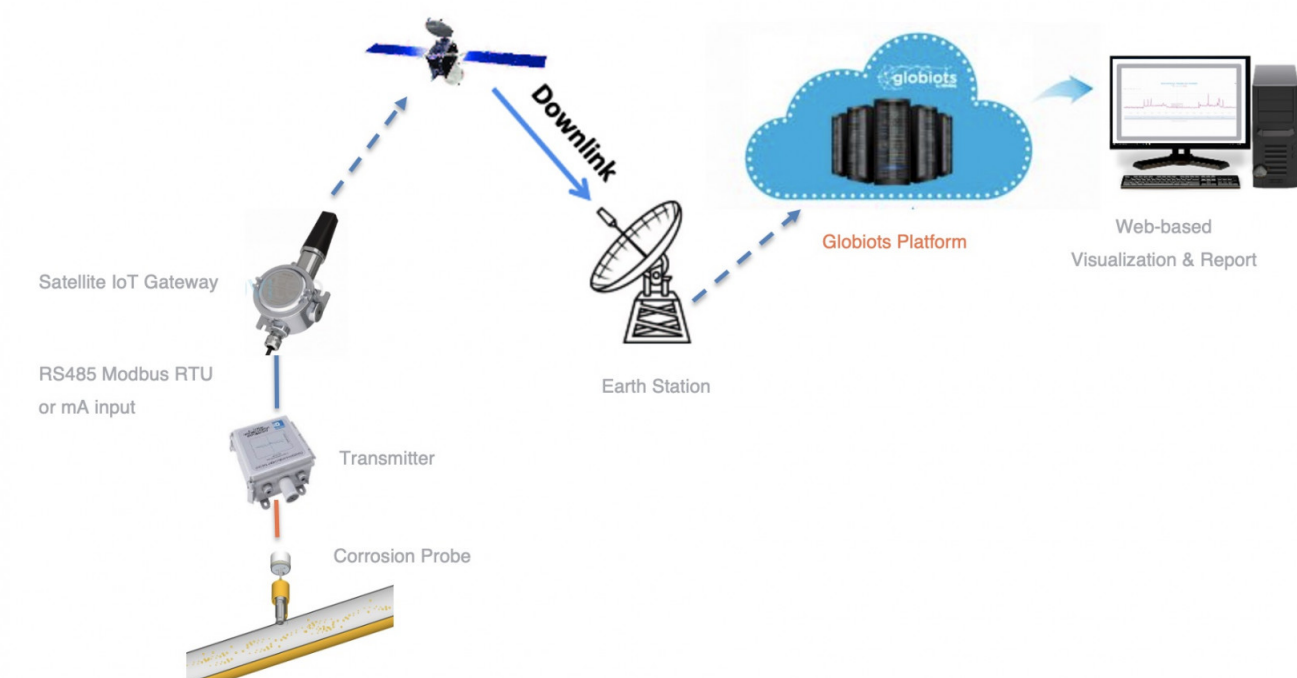 Downlink
globiots
Globiots Platform
Web-based
Visualization & Report
Satellite IoT Gateway
RS485 Modbus RTU
or mA input
Earth Station
Transmitter
Corrosion Probe